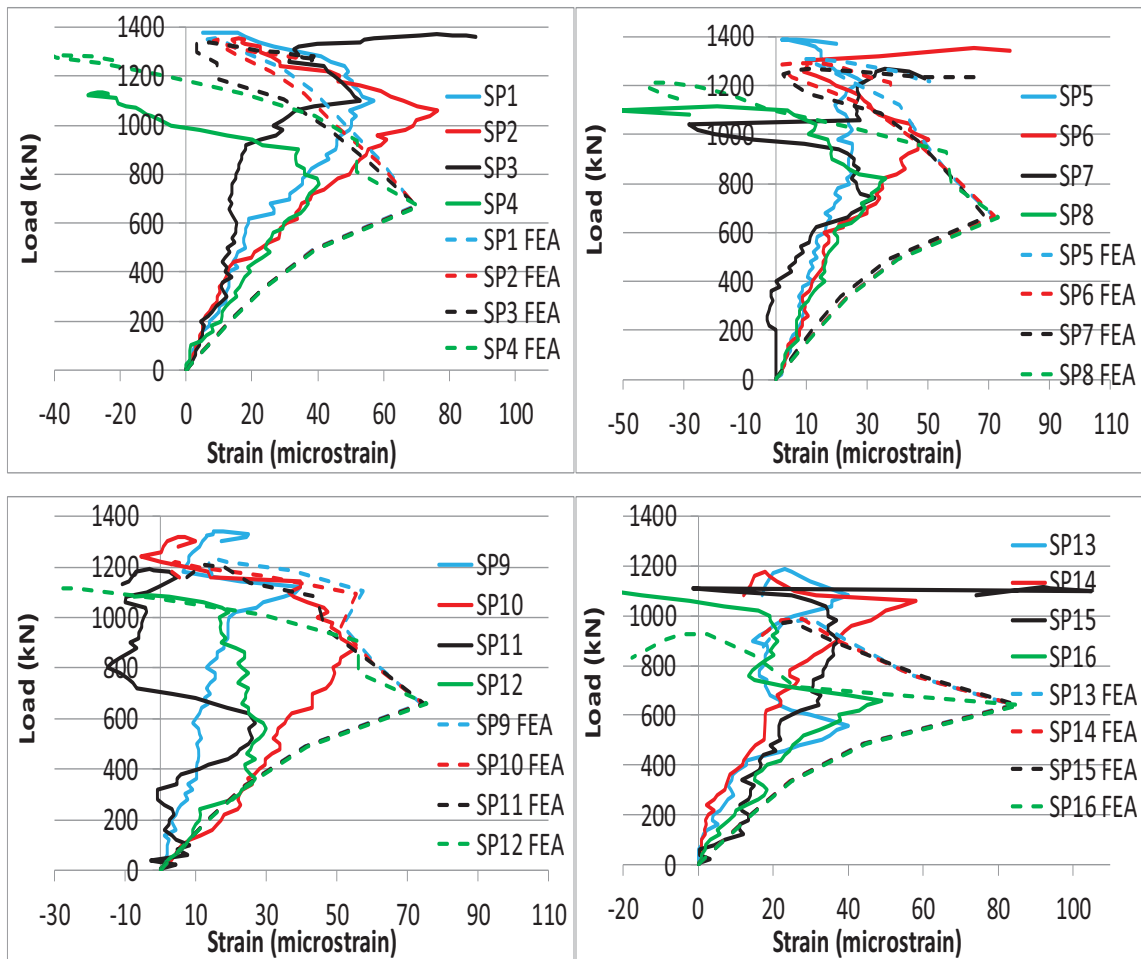 1400
1200
1000
800
600
400
200
0
Load (kN)
-40 -20 0 20 40 60 80 100
Strain (microstrain)
SP1
SP2
SP3
SP4
SP1 FEA
SP2 FEA
SP3 FEA
SP4 FEA
1400
1200
1000
800
600
400
200
0
Load (kN)
-50 -30 -10 10 30 50 70 90 110
Strain (microstrain)
SP5
SP6
SP7
SP8
SP5 FEA
SP6 FEA
SP7 FEA
SP8 FEA
1400
1200
1000
800
600
400
200
0
Load (kN)
-30 -10 10 30 50 70 90 110
Strain (microstrain)
SP9
SP10
SP11
SP12
SP9 FEA
SP10 FEA
SP11 FEA
SP12 FEA
1400
1200
1000
800
600
400
200
0
Load (kN)
-20 0 20 40 60 80 100
Strain (microstrain)
SP13
SP14
SP15
SP16
SP13 FEA
SP14 FEA
SP15 FEA
SP16 FEA